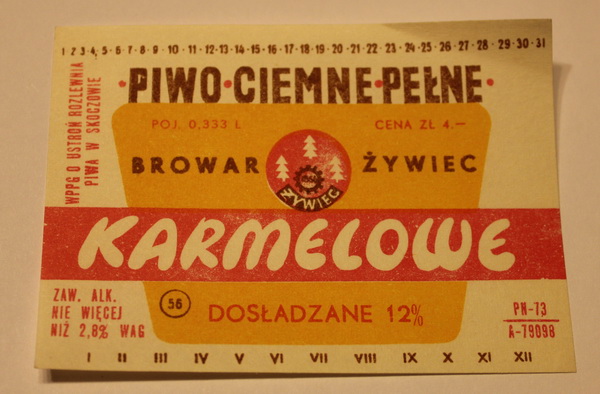 1 2 3 4 5 6 7 8 9 10 11 12 13 14 15 16 17 18 19 20 21 22 23 24 25 26 27 28 29 30 31
WPPG O USTROŃ ROZLEWNIA
PIWA W SKOCZOWIE
PIWO·CIEMNE·PEŁNE
POJ. 0,333 L
CENA ZŁ 4.—
BROWAR
ŻYWIEC
ŻYWIEC
KARMELOWE
ZAW. ALK.
NIE WIĘCEJ
NIŻ 2,8% WAG
56
DOSŁADZANE 12%
PN-73
A-79098
I II III IV V VI VII VIII IX X XI XII